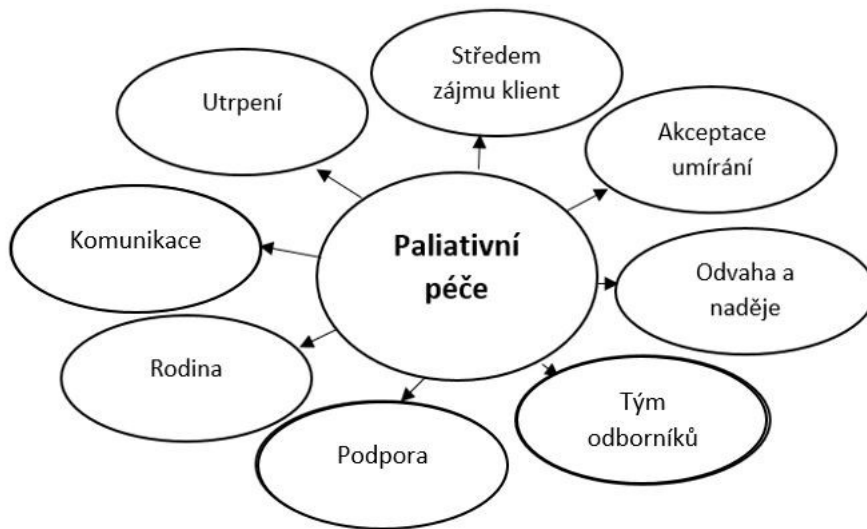 Středem
zájmu klient
Utrpení
Akceptace
umírání
Komunikace
Paliativní
péče
Odvaha a
naděje
Rodina
Tým
odborníků
Podpora